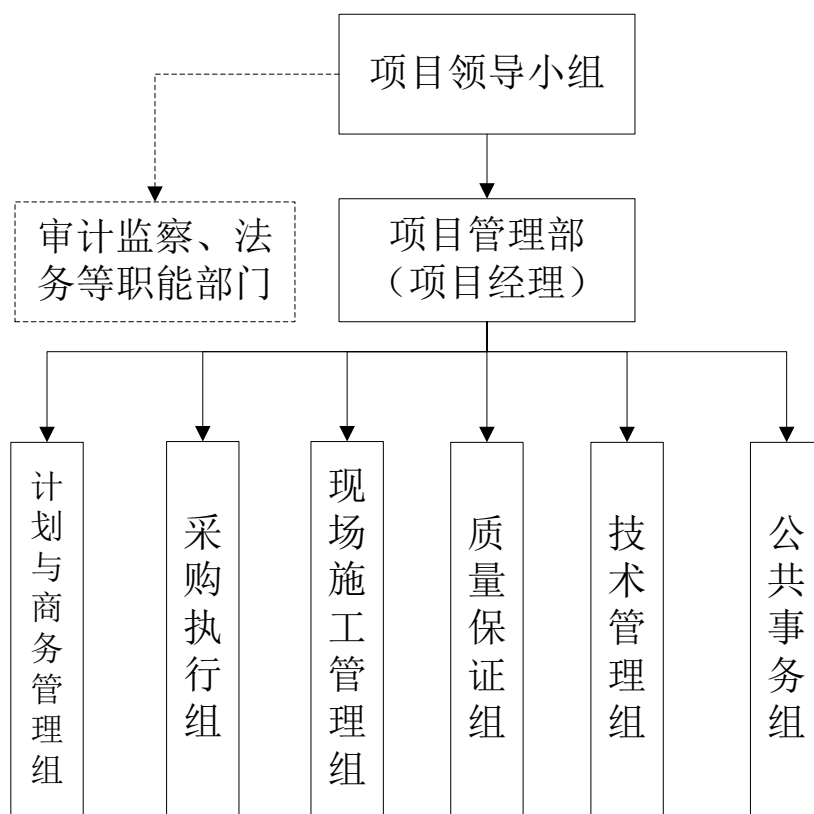 项目领导小组
审计监察、法
务等职能部门
项目管理部
（项目经理）
计划与商务管理组
采购执行组
现场施工管理组
质量保证组
技术管理组
公共事务组